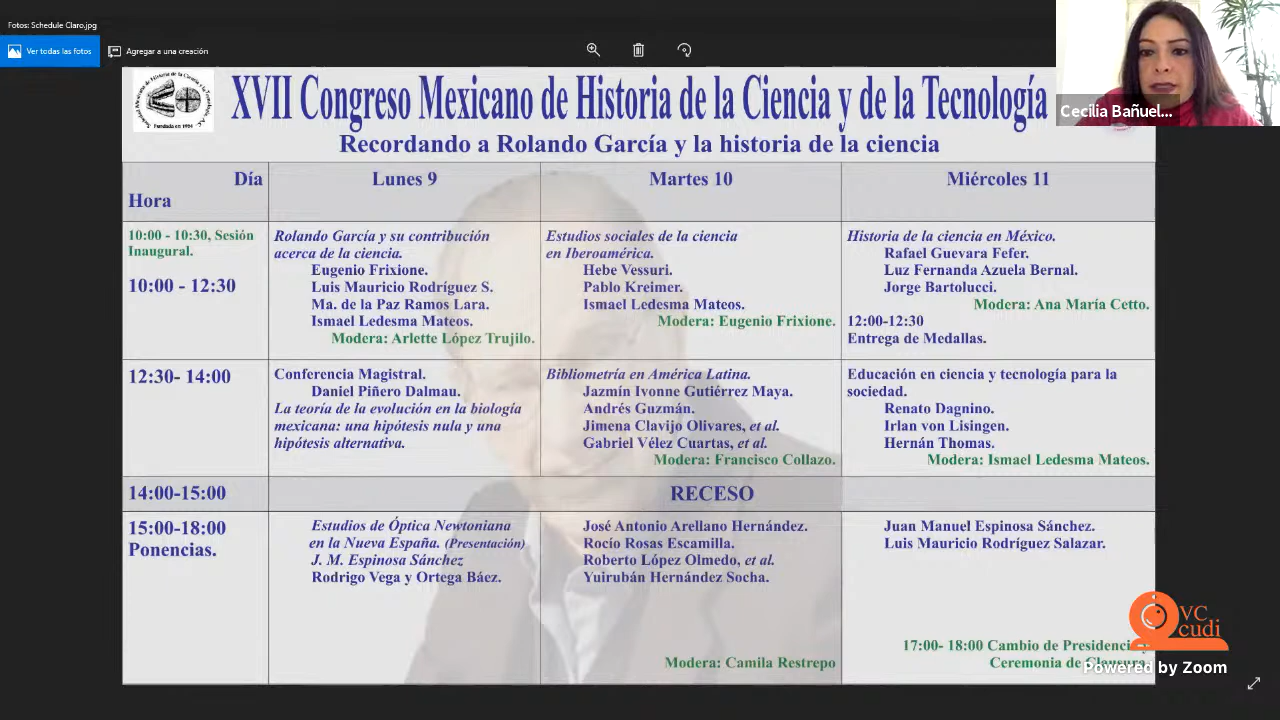 Fotos: Schedule Claro.jpg
Ver todas las fotos
Agregar a una creación
Cecilia Bañuel...
Fundada en 1964
XVII Congreso Mexicano de Historia de la Ciencia y de la Tecnología
Recordando a Rolando García y la historia de la ciencia
Día
Hora
Lunes 9
Martes 10
Miércoles 11
10:00 - 10:30, Sesión
Inaugural.
10:00 - 12:30
Rolando García y su contribución
acerca de la ciencia.
Eugenio Frixione.
Luis Mauricio Rodríguez S.
Ma. de la Paz Ramos Lara.
Ismael Ledesma Mateos.
Modera: Arlette López Trujilo.
Estudios sociales de la ciencia
en Iberoamérica.
Hebe Vessuri.
Pablo Kreimer.
Ismael Ledesma Mateos.
Modera: Eugenio Frixione.
Historia de la ciencia en México.
Rafael Guevara Fefer.
Luz Fernanda Azuela Bernal.
Jorge Bartolucci.
Modera: Ana María Cetto.
12:00-12:30
Entrega de Medallas.
12:30- 14:00
Conferencia Magistral.
Daniel Piñero Dalmau.
La teoría de la evolución en la biología
mexicana: una hipótesis nula y una
hipótesis alternativa.
Bibliometría en América Latina.
Jazmín Ivonne Gutiérrez Maya.
Andrés Guzmán.
Jimena Clavijo Olivares, et al.
Gabriel Vélez Cuartas, et al.
Modera: Francisco Collazo.
Educación en ciencia y tecnología para la
sociedad.
Renato Dagnino.
Irlan von Lisingen.
Hernán Thomas.
Modera: Ismael Ledesma Mateos.
14:00-15:00
RECESO
15:00-18:00
Ponencias.
Estudios de Óptica Newtoniana
en la Nueva España. (Presentación)
J. M. Espinosa Sánchez
Rodrigo Vega y Ortega Báez.
José Antonio Arellano Hernández.
Rocío Rosas Escamilla.
Roberto López Olmedo, et al.
Yuirubán Hernández Socha.
Modera: Camila Restrepo
Juan Manuel Espinosa Sánchez.
Luis Mauricio Rodríguez Salazar.
17:00- 18:00 Cambio de Presidencia
Ceremonia de Clausura.
VC
cudi
Powered by Zoom